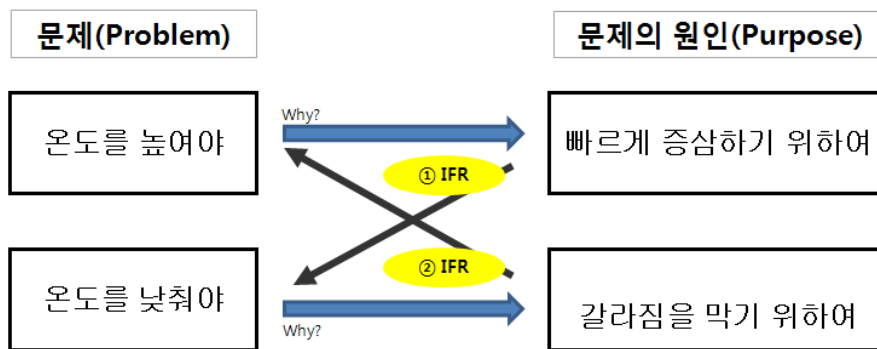 문제(Problem)
문제의 원인(Purpose)
온도를 높여야
Why?
빠르게 증삼하기 위하여
① IFR
② IFR
온도를 낮춰야
Why?
갈라짐을 막기 위하여